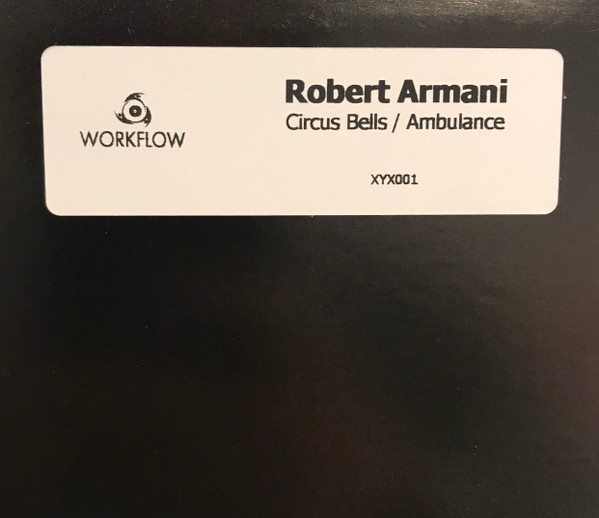 WORKFLOW
Robert Armani
Circus Bells / Ambulance
XYX001